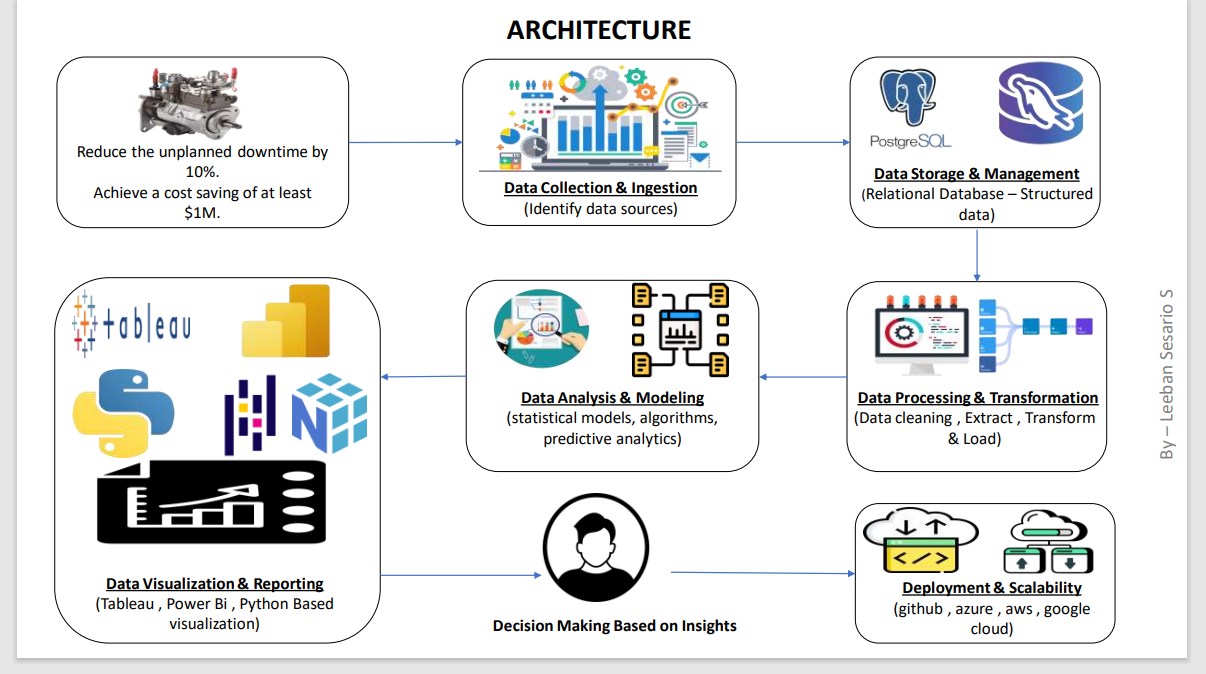 ARCHITECTURE
Reduce the unplanned downtime by
10%.
Achieve a cost saving of at least
$1M.
Data Collection & Ingestion
(Identify data sources)
PostgreSQL
Data Storage & Management
(Relational Database – Structured
data)
Data Processing & Transformation
(Data cleaning , Extract , Transform
& Load)
Data Analysis & Modeling
(statistical models, algorithms,
predictive analytics)
+tableau
N
Data Visualization & Reporting
(Tableau , Power Bi , Python Based
visualization)
Decision Making Based on Insights
</>
Deployment & Scalability
(github , azure , aws , google
cloud)
By – Leeban Sesario S